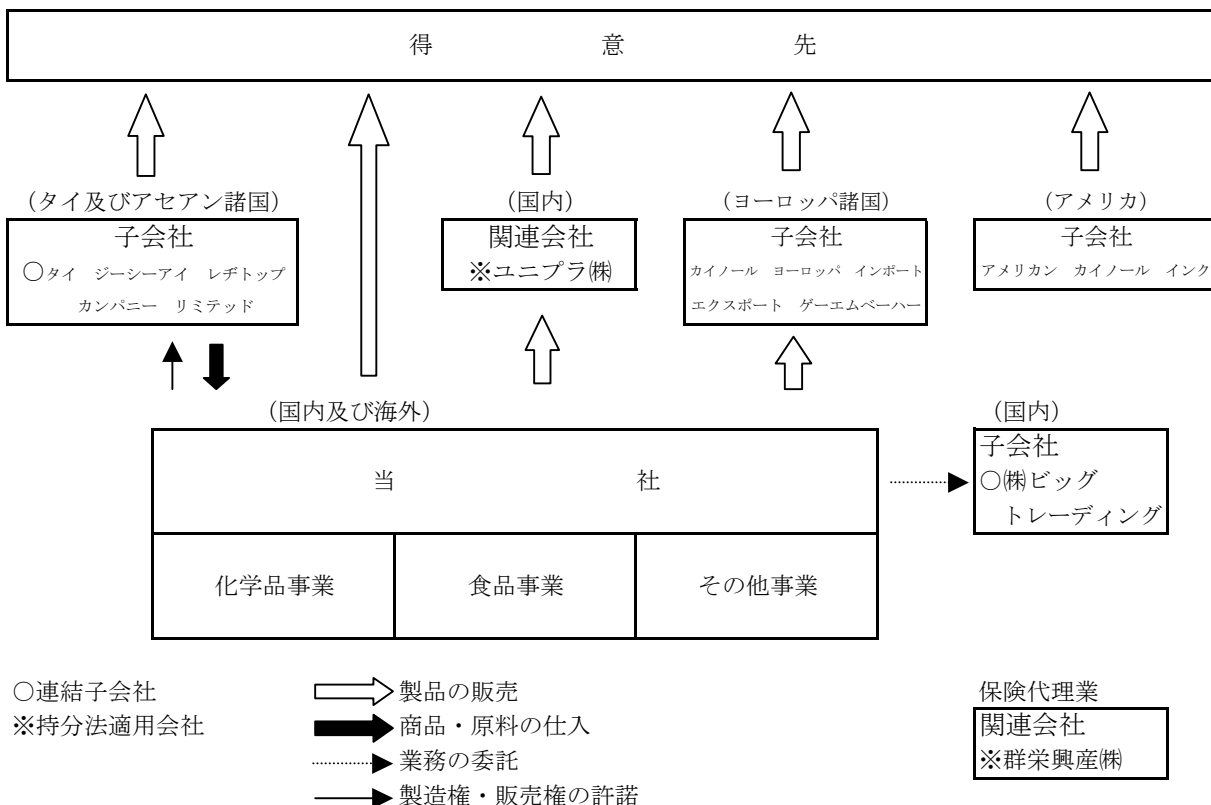 得 意 先
(タイ及びアセアン諸国)
子会社
○タイ ジーシーアイ レヂトップ
カンパニー リミテッド
(国内)
関連会社
※ユニプラ㈱
(ヨーロッパ諸国)
子会社
カイノール ヨーロッパ インポート
エクスポート ゲーエムベーハー
(アメリカ)
子会社
アメリカン カイノール インク
(国内及び海外)
当 社
化学品事業 食品事業 その他事業
(国内)
子会社
○㈱ビッグ
トレーディング
○連結子会社
※持分法適用会社
製品の販売
商品・原料の仕入
業務の委託
製造権・販売権の許諾
保険代理業
関連会社
※群栄興産㈱